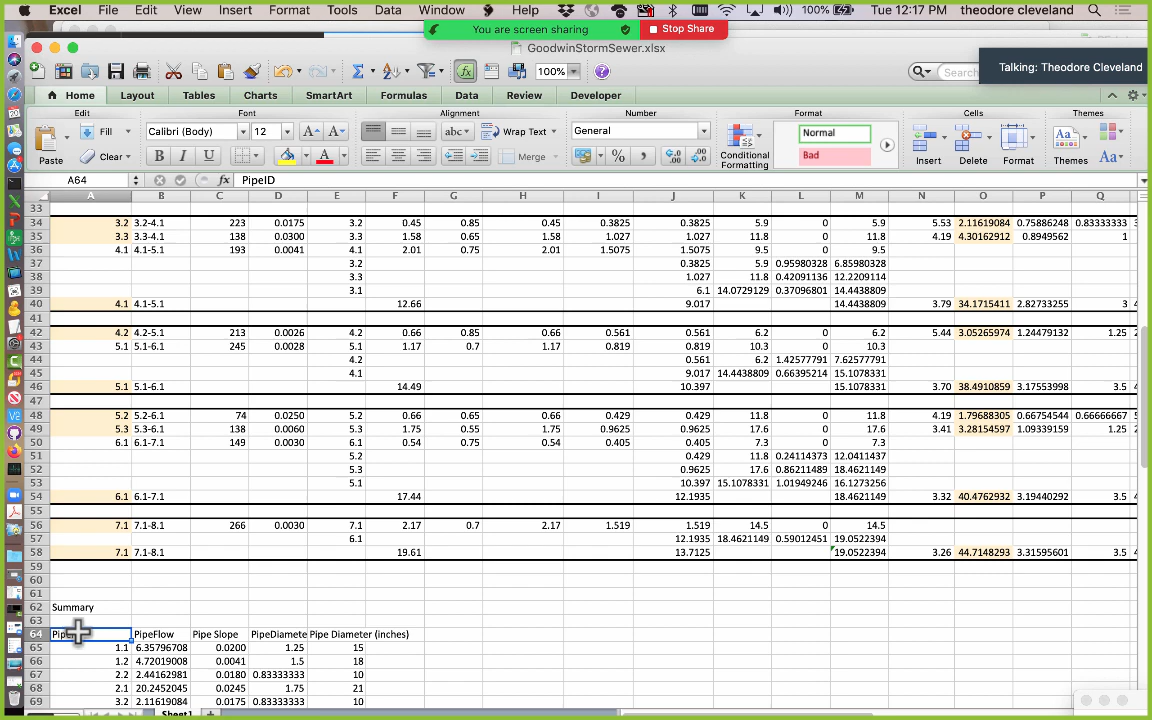 Excel File Edit View Insert Format Tools Data Window Help 100% Tue 12:17 PM theodore cleveland
You are screen sharing Stop Share
GoodwinStormSewer.xlsx
Talking: Theodore Cleveland
100% Search
Home Layout Tables Charts SmartArt Formulas Data Review Developer
Edit Font Alignment Number Format Cells Themes
Fill Calibri (Body) 12 A A abc Wrap Text General Normal
Paste Clear B I U A Merge % Conditional Formatting Bad Insert Delete Format Themes Aa
A64 fx PipeID
A B C D E F G H I J K L M N O P Q
33
34 3.2 3.2-4.1 223 0.0175 3.2 0.45 0.85 0.45 0.3825 0.3825 5.9 0 5.9 5.53 2.11619084 0.75886248 0.83333333
35 3.3 3.3-4.1 138 0.0300 3.3 1.58 0.65 1.58 1.027 1.027 11.8 0 11.8 4.19 4.30162912 0.8949562 1
36 4.1 4.1-5.1 193 0.0041 4.1 2.01 0.75 2.01 1.5075 1.5075 9.5 0 9.5
37 3.2 0.3825 5.9 0.95980328 6.85980328
38 3.3 1.027 11.8 0.42091136 12.2209114
39 3.1 6.1 14.0729129 0.37096801 14.4438809
40 4.1 4.1-5.1 12.66 9.017 14.4438809 3.79 34.1715411 2.82733255 3
41
42 4.2 4.2-5.1 213 0.0026 4.2 0.66 0.85 0.66 0.561 0.561 6.2 0 6.2 5.44 3.05265974 1.24479132 1.25
43 5.1 5.1-6.1 245 0.0028 5.1 1.17 0.7 1.17 0.819 0.819 10.3 0 10.3
44 4.2 0.561 6.2 1.42577791 7.62577791
45 4.1 9.017 14.4438809 0.66395214 15.1078331
46 5.1 5.1-6.1 14.49 10.397 15.1078331 3.70 38.4910859 3.17553998 3.5
47
48 5.2 5.2-6.1 74 0.0250 5.2 0.66 0.65 0.66 0.429 0.429 11.8 0 11.8 4.19 1.79688305 0.66754544 0.66666667
49 5.3 5.3-6.1 138 0.0060 5.3 1.75 0.55 1.75 0.9625 0.9625 17.6 0 17.6 3.41 3.28154597 1.09339159 1.25
50 6.1 6.1-7.1 149 0.0030 6.1 0.54 0.75 0.54 0.405 0.405 7.3 0 7.3
51 5.2 0.429 11.8 0.24114373 12.0411437
52 5.3 0.9625 17.6 0.86211489 18.4621149
53 5.1 10.397 15.1078331 1.01949246 16.1273256
54 6.1 6.1-7.1 17.44 12.1935 18.4621149 3.32 40.4762932 3.19440292 3.5
55
56 7.1 7.1-8.1 266 0.0030 7.1 2.17 0.7 2.17 1.519 1.519 14.5 0 14.5
57 6.1 12.1935 18.4621149 0.59012451 19.0522394
58 7.1 7.1-8.1 19.61 13.7125 19.0522394 3.26 44.7148293 3.31595601 3.5
59
60
61
62 Summary
63
64 PipeFlow Pipe Slope PipeDiamete Pipe Diameter (inches)
65 1.1 6.35796708 0.0200 1.25 15
66 1.2 4.72019008 0.0041 1.5 18
67 2.2 2.44162981 0.0180 0.83333333 10
68 2.1 20.2452045 0.0245 1.75 21
69 3.2 2.11619084 0.0175 0.83333333 10
Sheet1